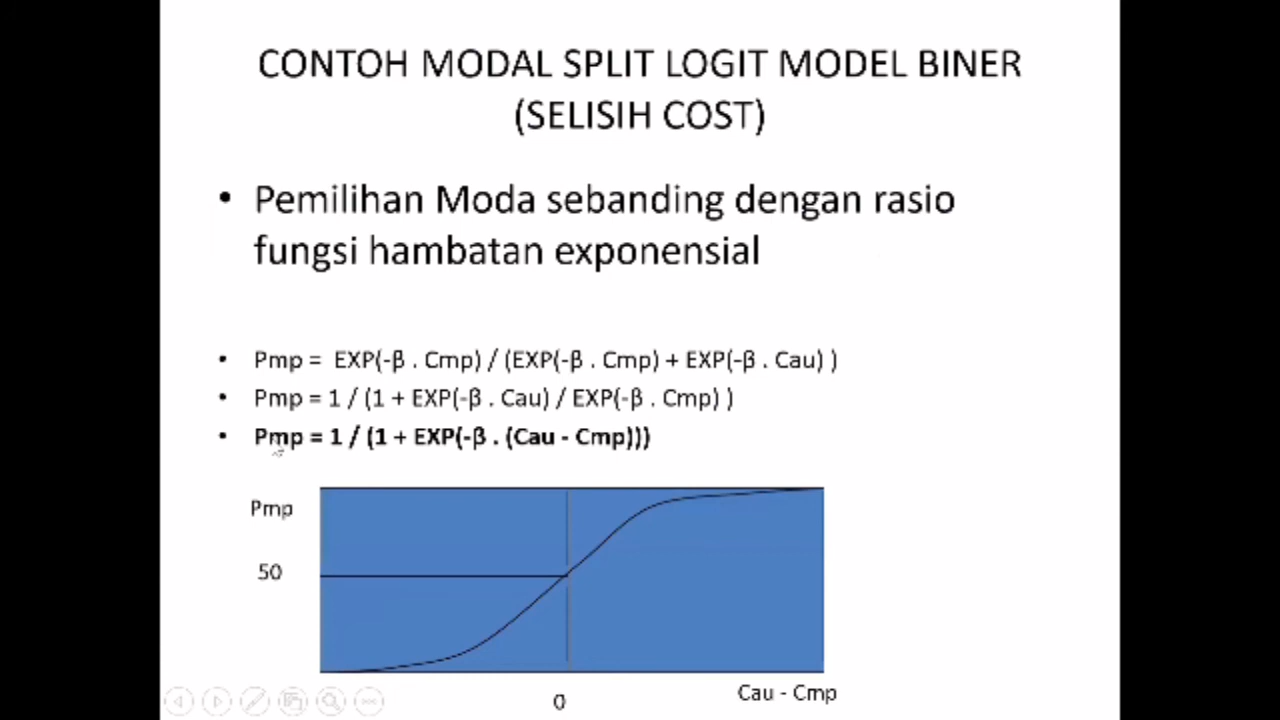 CONTOH MODAL SPLIT LOGIT MODEL BINER
(SELISIH COST)
• Pemilihan Moda sebanding dengan rasio
fungsi hambatan exponensial
• Pmp = EXP(-β . Cmp) / (EXP(-β . Cmp) + EXP(-β . Cau) )
• Pmp = 1 / (1 + EXP(-β . Cau) / EXP(-β . Cmp) )
• Pmp = 1 / (1 + EXP(-β . (Cau - Cmp)))
Pmp
50
0
Cau - Cmp